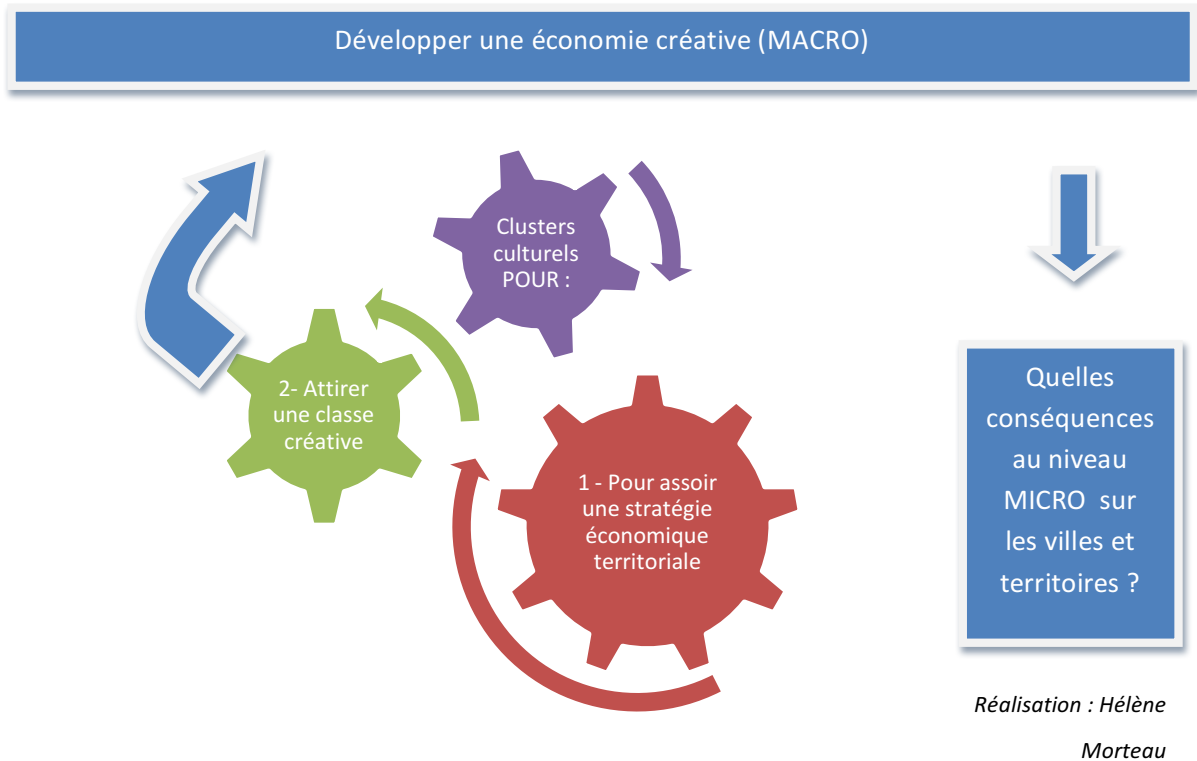 Développer une économie créative (MACRO)
Clusters
culturels
POUR :
2- Attirer
une classe
créative
1 - Pour assoir
une stratégie
économique
territoriale
Quelles
conséquences
au niveau
MICRO sur
les villes et
territoires ?
Réalisation : Hélène
Morteau